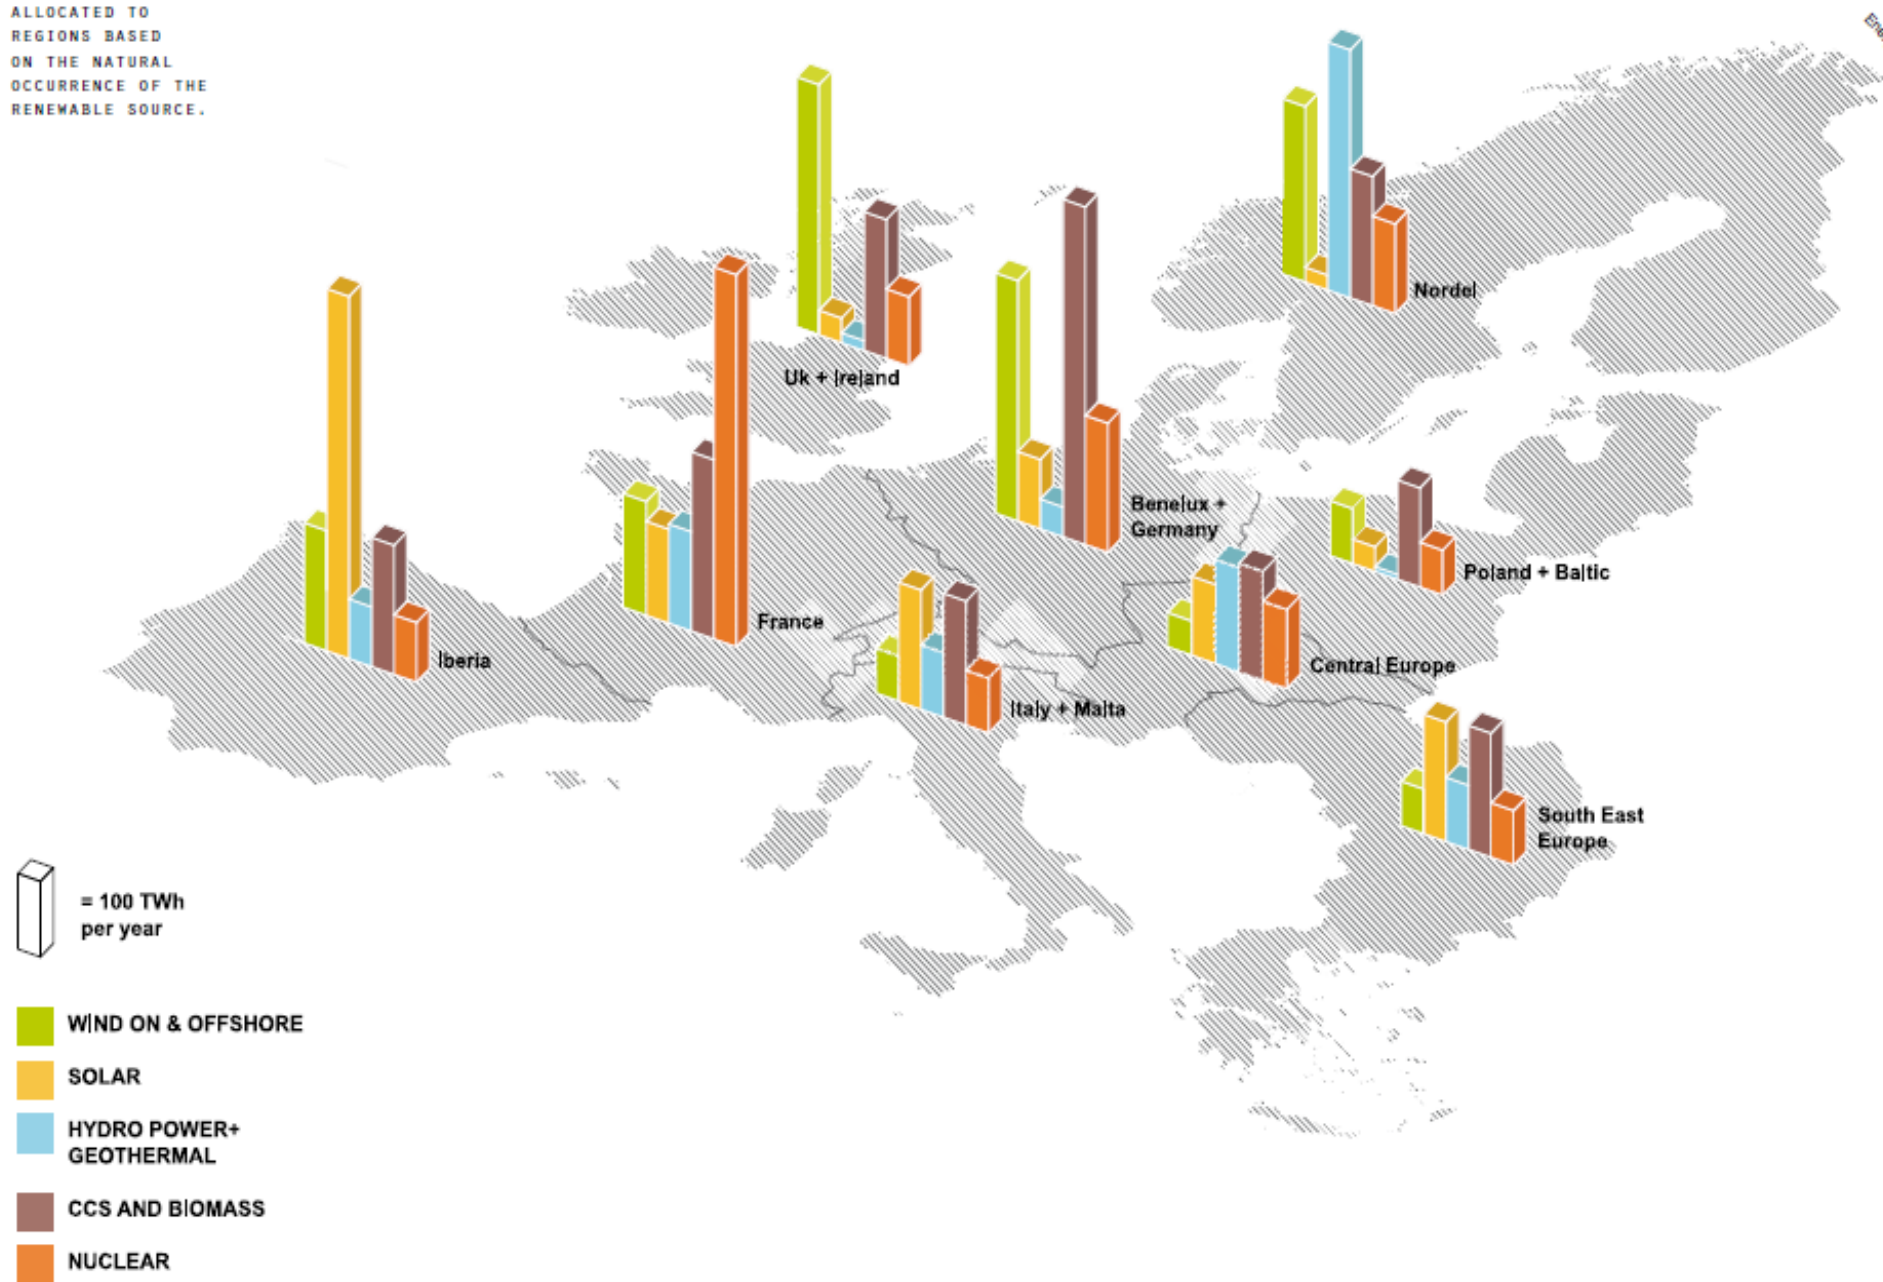 ALLOCATED TO
REGIONS BASED
ON THE NATURAL
OCCURRENCE OF THE
RENEWABLE SOURCE.
Nordel
Uk + Ireland
Benelux +
Germany
Poland + Baltic
France
Iberia
Central Europe
Italy + Malta
South East
Europe
= 100 TWh
per year
WIND ON & OFFSHORE
SOLAR
HYDRO POWER+
GEOTHERMAL
CCS AND BIOMASS
NUCLEAR